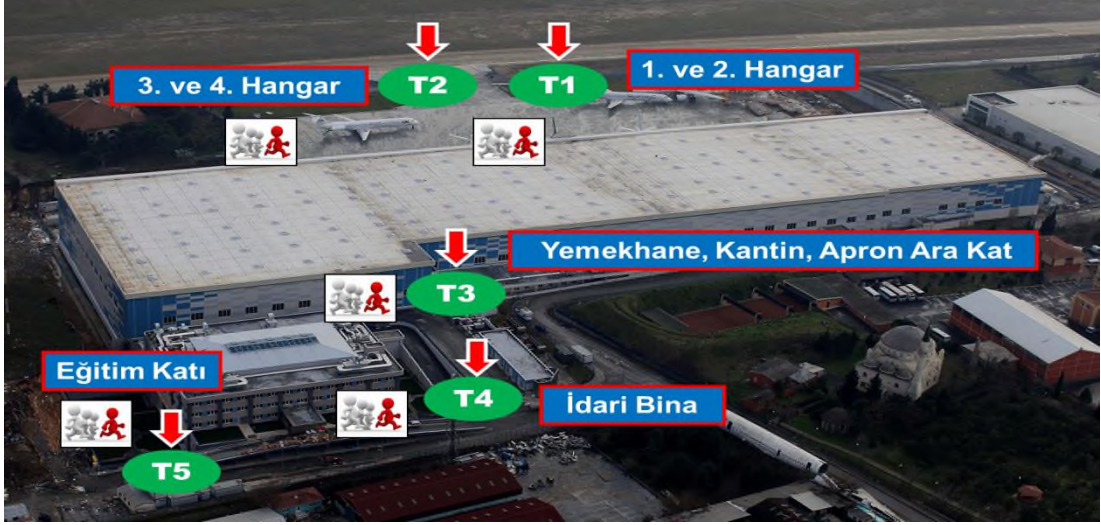 3. ve 4. Hangar
T2
T1
1. ve 2. Hangar
T3
Yemekhane, Kantin, Apron Ara Kat
Eğitim Katı
T4
İdari Bina
T5